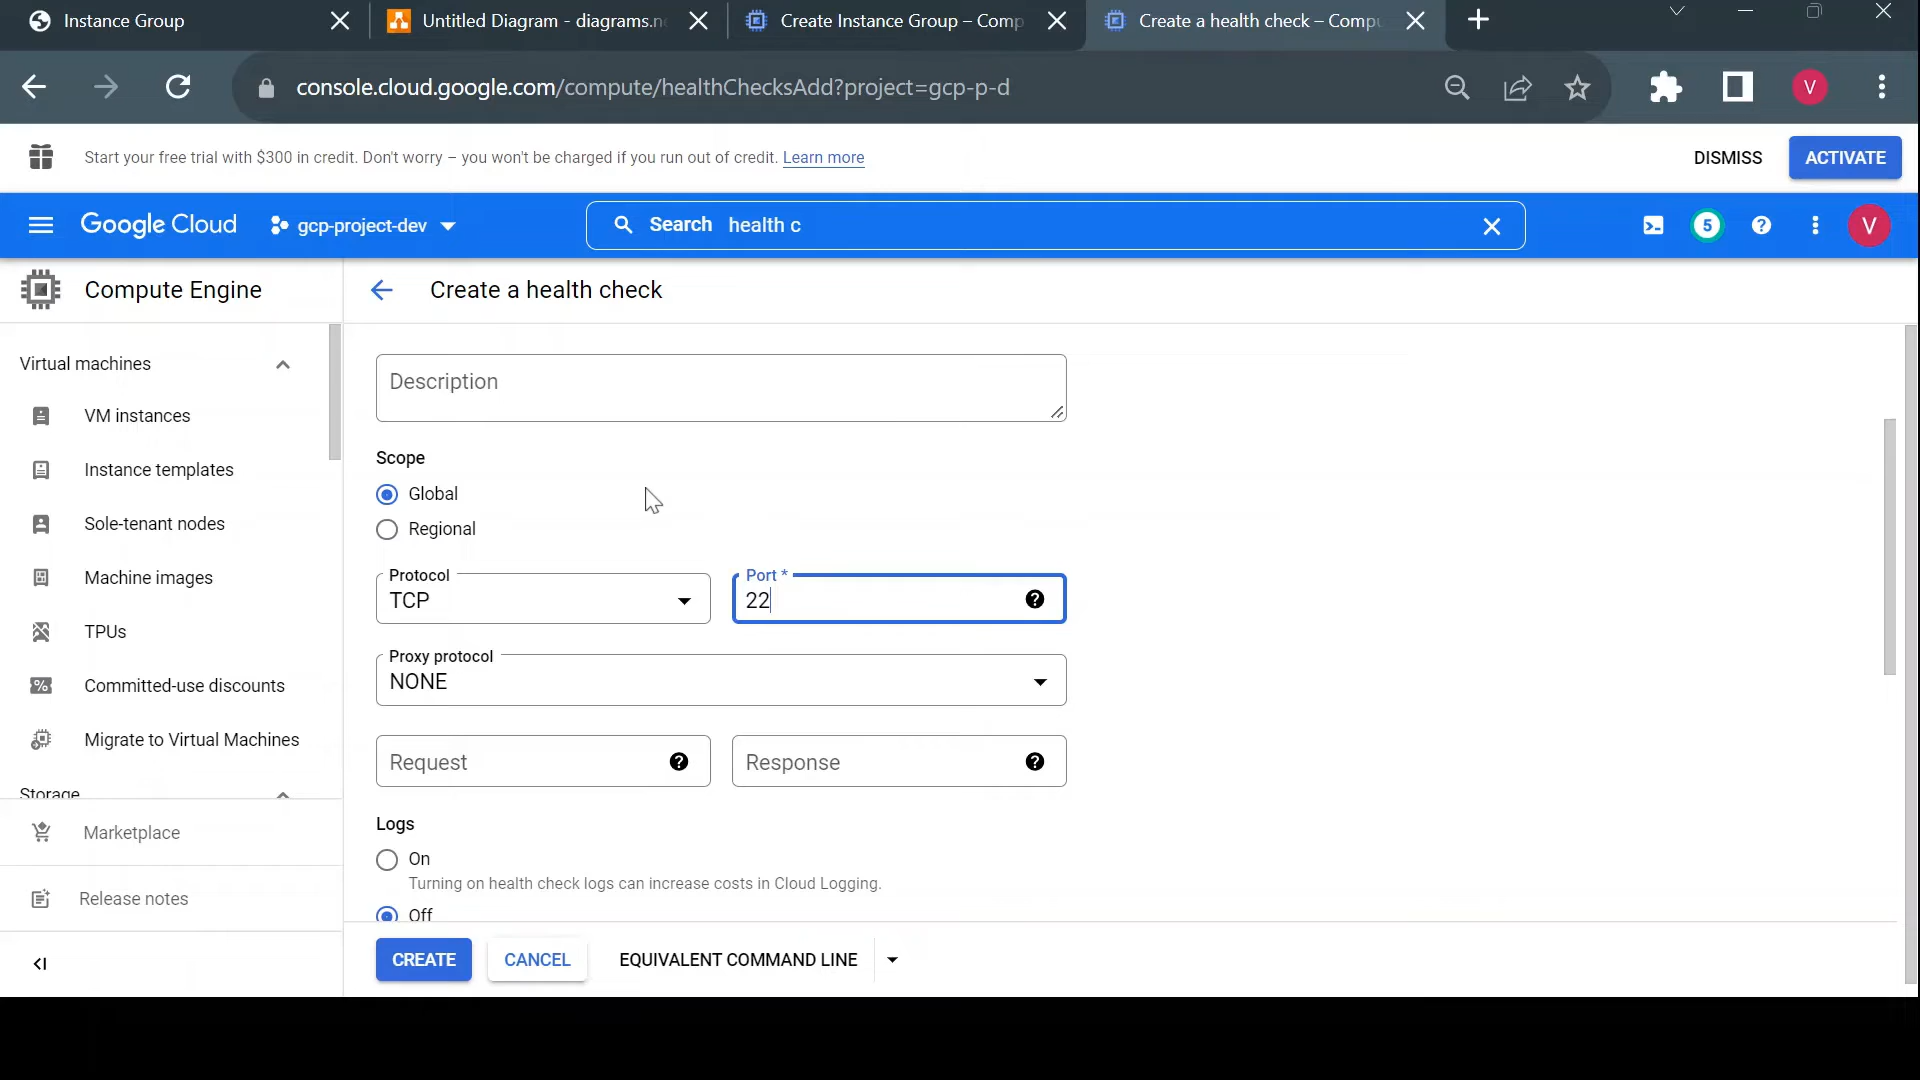 Instance Group
Untitled Diagram - diagrams.n
Create Instance Group – Comp
Create a health check – Compu
console.cloud.google.com/compute/healthChecksAdd?project=gcp-p-d
V
Start your free trial with $300 in credit. Don't worry – you won't be charged if you run out of credit. Learn more
DISMISS
ACTIVATE
Google Cloud
gcp-project-dev
Search health c
5
V
Compute Engine
Create a health check
Virtual machines
VM instances
Instance templates
Sole-tenant nodes
Machine images
TPUs
Committed-use discounts
Migrate to Virtual Machines
Storage
Marketplace
Release notes
Description
Scope
Global
Regional
Protocol
TCP
Port *
22
Proxy protocol
NONE
Request
Response
Logs
On
Turning on health check logs can increase costs in Cloud Logging.
Off
CREATE
CANCEL
EQUIVALENT COMMAND LINE